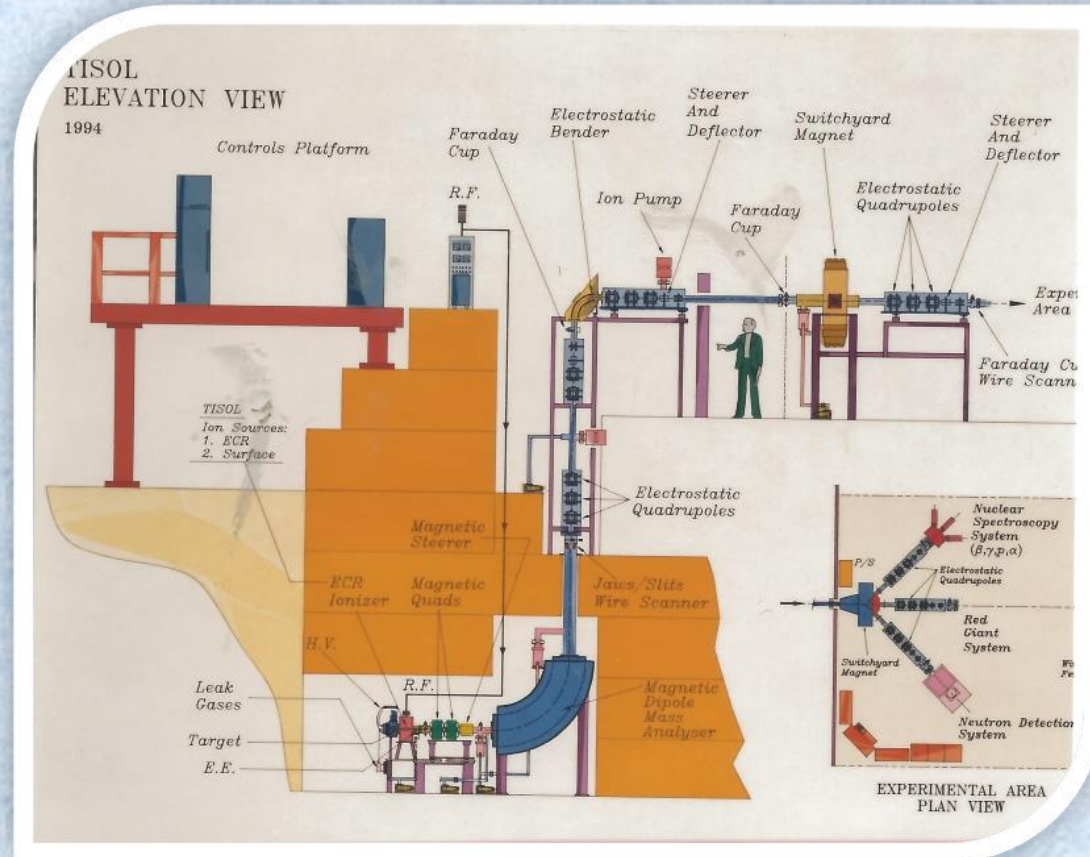 TISOL
ELEVATION VIEW
1994
Controls Platform
R.F.
Faraday
Cup
Electrostatic
Bender
Steerer
And
Deflector
Ion Pump
Faraday
Cup
Switchyard
Magnet
Electrostatic
Quadrupoles
Steerer
And
Deflector
Area
Faraday
Wire
TISOL
Ion Sources:
1. ECR
2. Surface
Electrostatic
Quadrupoles
Magnetic
Steerer
ECR
Ionizer
Magnetic
Quads
Jaws/Slits
Wire Scanner
H.V.
R.F.
Leak
Gases
Target
E.E.
Magnetic
Dipole
Mass
Analyser
Nuclear
Spectroscopy
System
(β,γ,p,α)
P/S
Electrostatic
Quadrupoles
Red
Giant
System
Switchyard
Magnet
Neutron
System
EXPERIMENTAL AREA
PLAN VIEW